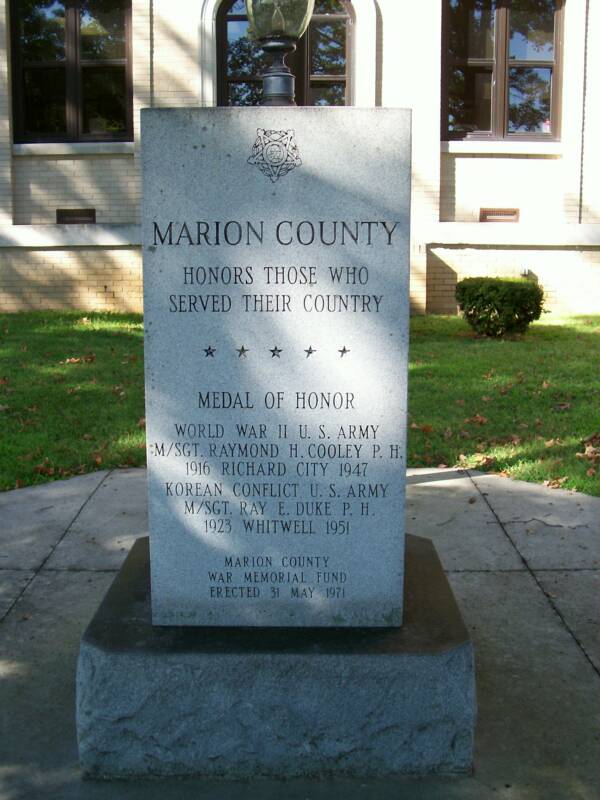 MARION COUNTY
HONORS THOSE WHO
SERVED THEIR COUNTRY
MEDAL OF HONOR
WORLD WAR II U. S. ARMY
M/SGT. RAYMOND H. COOLEY P. H.
1916 RICHARD CITY 1947
KOREAN CONFLICT U. S. ARMY
M/SGT. RAY E. DUKE P. H.
1923 WHITWELL 1951
MARION COUNTY
WAR MEMORIAL FUND
ERECTED 31 MAY 1971